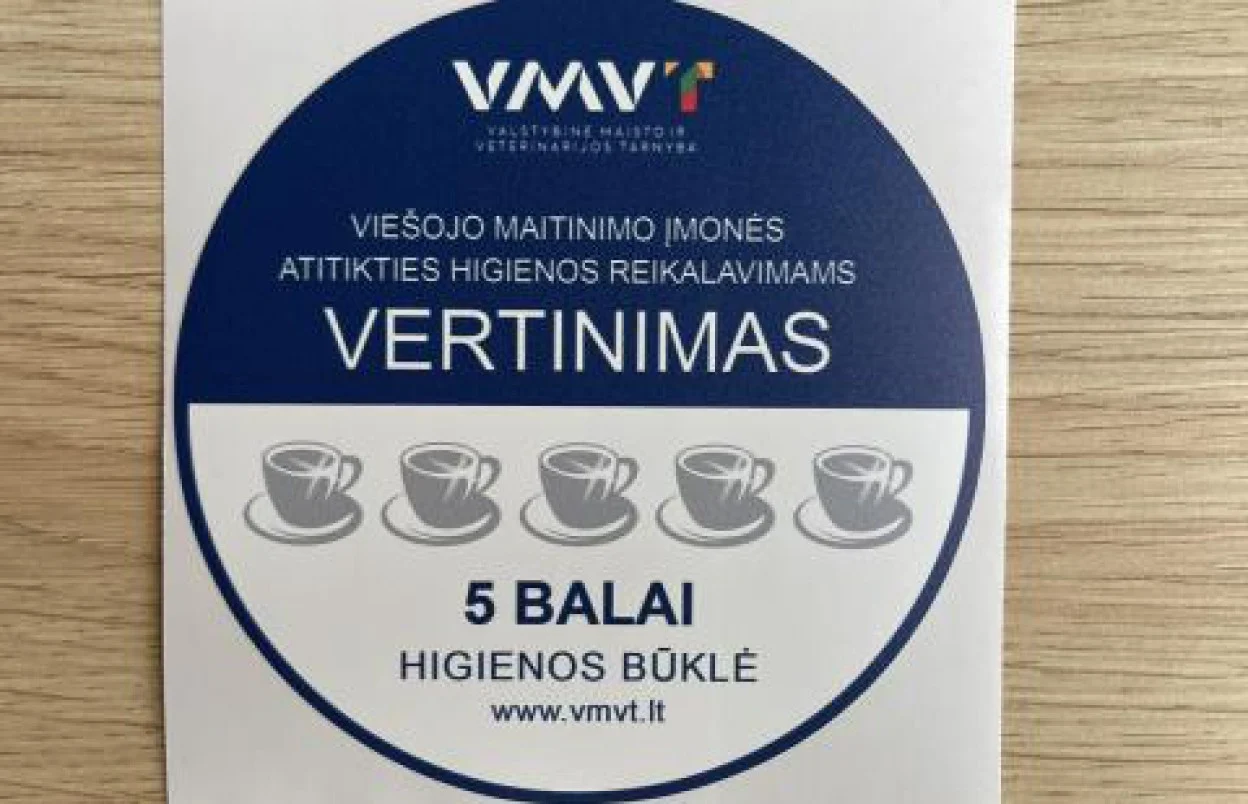 VMVT
VALSTYBINĖ MAISTO IR
VETERINARIJOS TARNYBA
VIEŠOJO MAITINIMO ĮMONĖS
ATITIKTIES HIGIENOS REIKALAVIMAMS
VERTINIMAS
5 BALAI
HIGIENOS BŪKLĖ
www.vmvt.lt